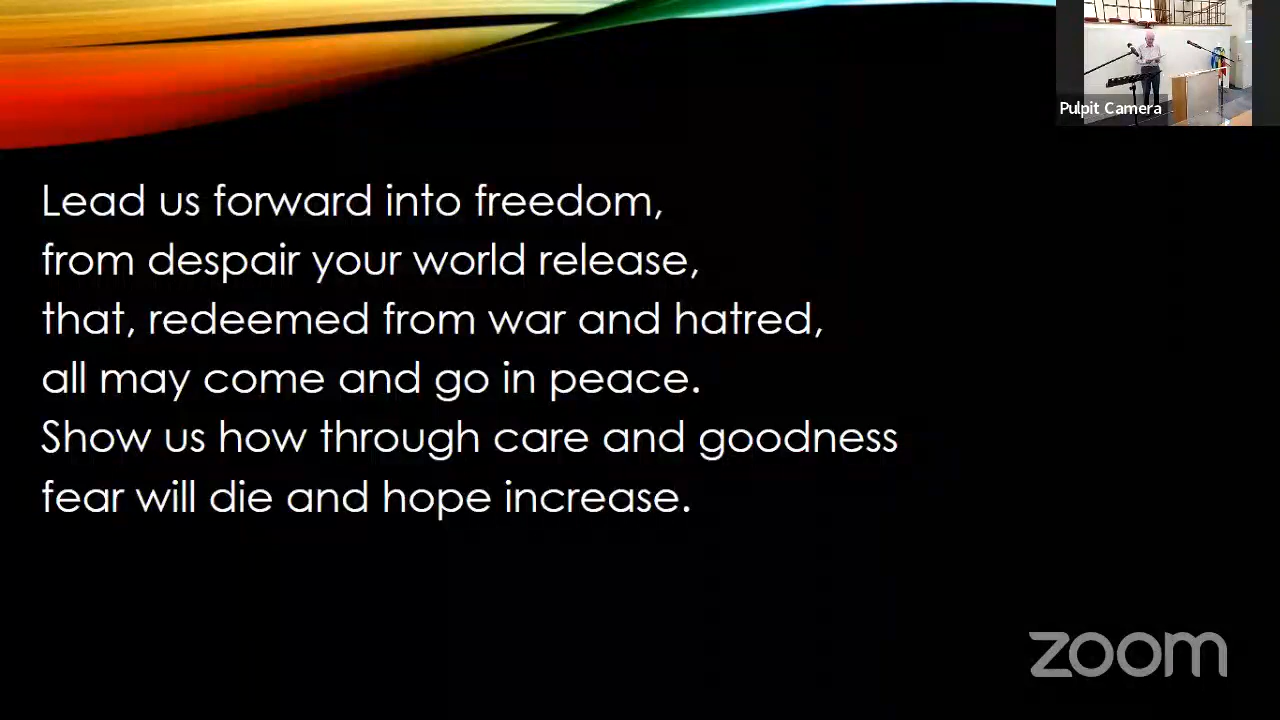 Pulpit Camera
Lead us forward into freedom,
from despair your world release,
that, redeemed from war and hatred,
all may come and go in peace.
Show us how through care and goodness
fear will die and hope increase.
zoom